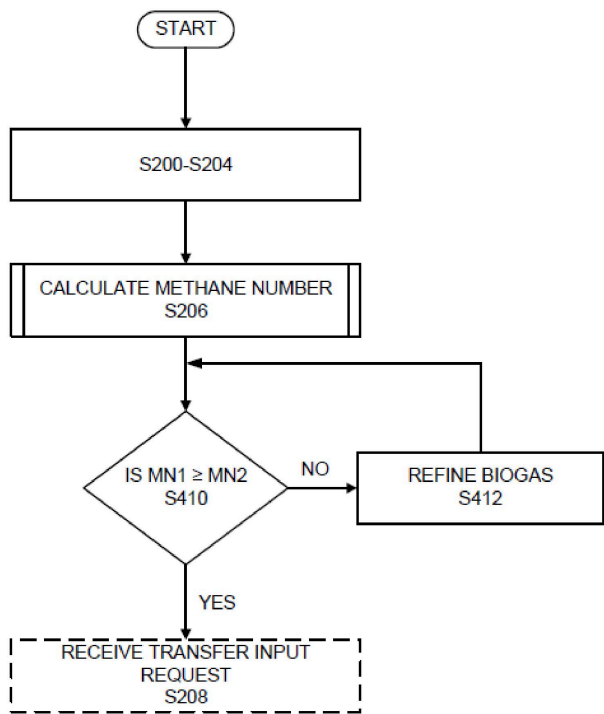 START
S200-S204
CALCULATE METHANE NUMBER
S206
IS MN1 ≥ MN2
S410
NO
REFINE BIOGAS
S412
YES
RECEIVE TRANSFER INPUT
REQUEST
S208